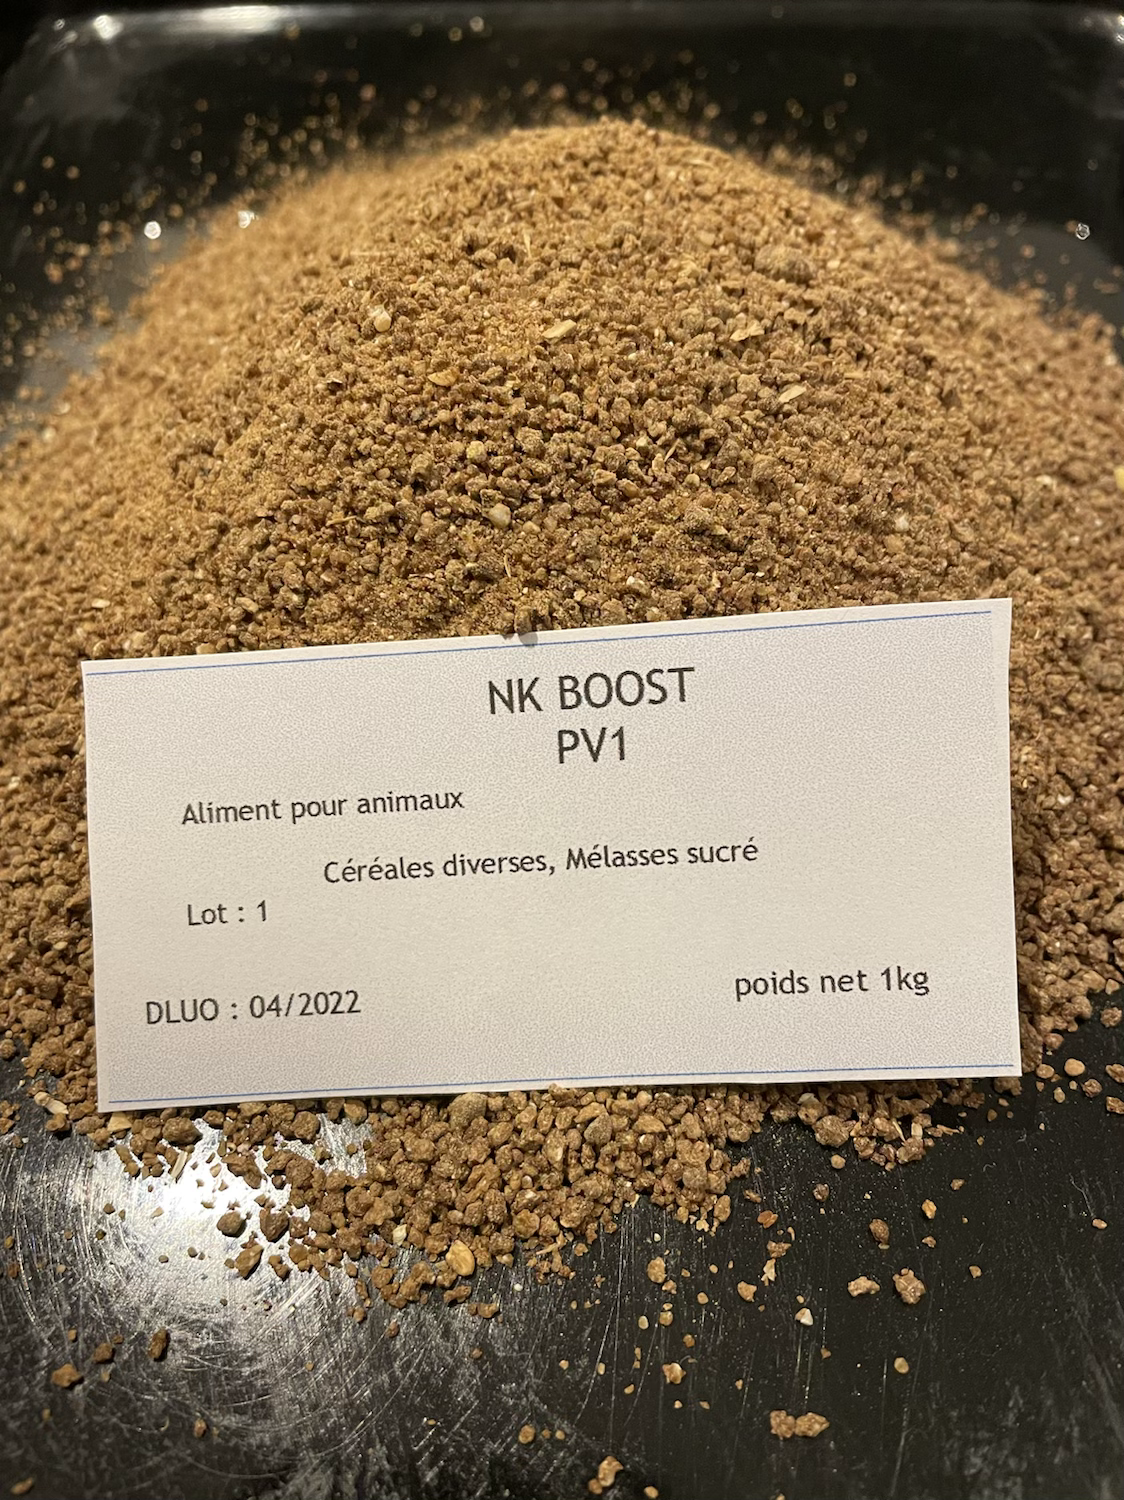 NK BOOST
PV1
Aliment pour animaux
Céréales diverses, Mélasses sucré
Lot : 1
DLUO : 04/2022
poids net 1kg